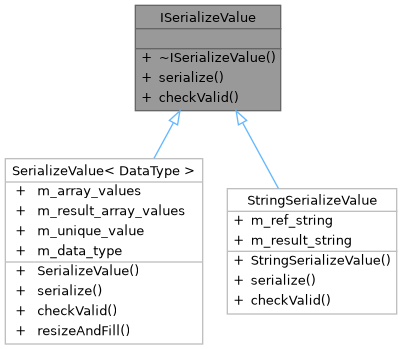 ISerializeValue
+ ~ISerializeValue()
+ serialize()
+ checkValid()
SerializeValue< DataType >
+ m_array_values
+ m_result_array_values
+ m_unique_value
+ m_data_type
+ SerializeValue()
+ serialize()
+ checkValid()
+ resizeAndFill()
StringSerializeValue
+ m_ref_string
+ m_result_string
+ StringSerializeValue()
+ serialize()
+ checkValid()